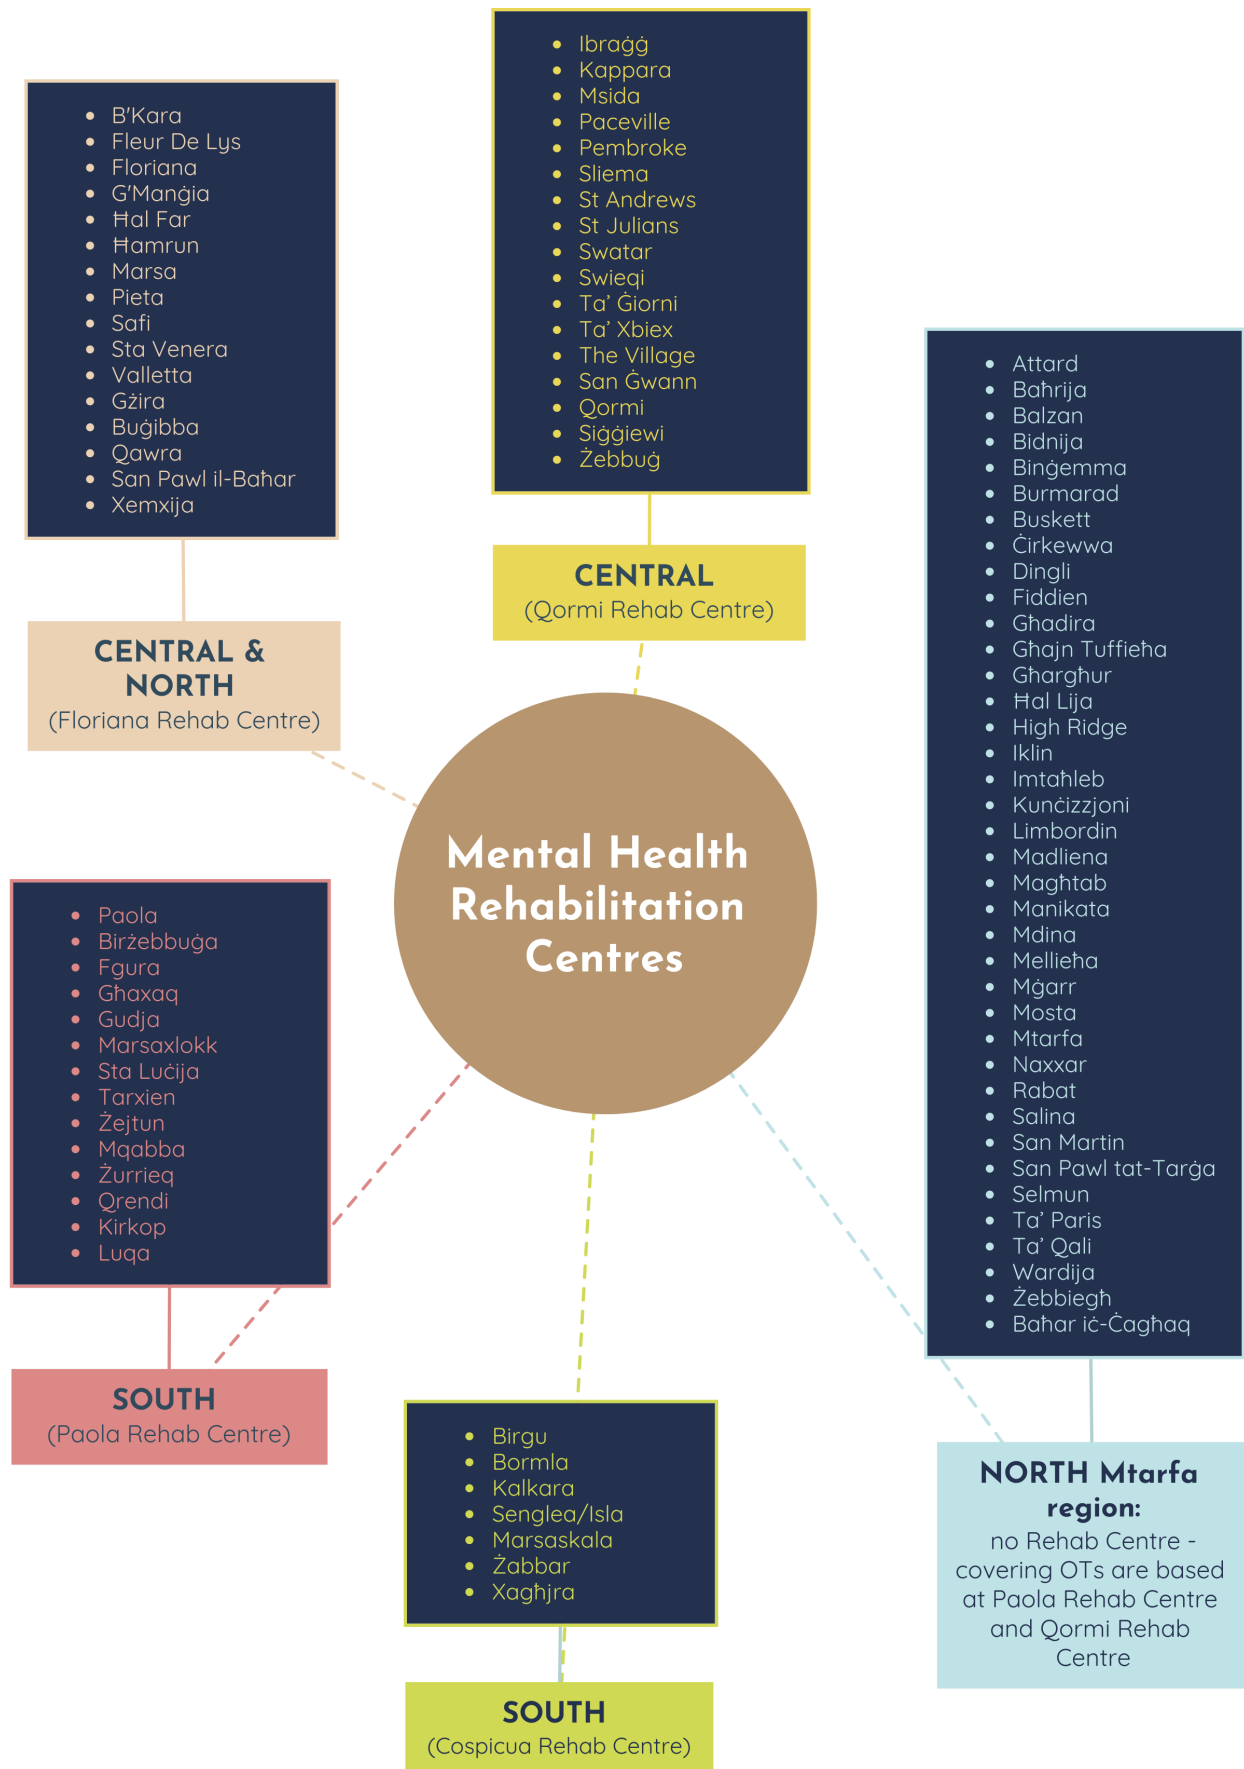 • Ibraġġ
• Kappara
• Msida
• Paceville
• Pembroke
• Sliema
• St Andrews
• St Julians
• Swatar
• Swieqi
• Ta’ Ġiorni
• Ta’ Xbiex
• The Village
• San Ġwann
• Qormi
• Siġġiewi
• Żebbuġ
CENTRAL
(Qormi Rehab Centre)
• B'Kara
• Fleur De Lys
• Floriana
• G'Manġia
• Ħal Far
• Ħamrun
• Marsa
• Pieta
• Safi
• Sta Venera
• Valletta
• Gżira
• Buġibba
• Qawra
• San Pawl il-Baħar
• Xemxija
CENTRAL &
NORTH
(Floriana Rehab Centre)
Mental Health
Rehabilitation
Centres
• Attard
• Baħrija
• Balzan
• Bidnija
• Binġemma
• Burmarad
• Buskett
• Ċirkewwa
• Dingli
• Fiddien
• Għadira
• Għajn Tuffieħa
• Għargħur
• Ħal Lija
• High Ridge
• Iklin
• Imtaħleb
• Kunċizzjoni
• Limbordin
• Madliena
• Magħtab
• Manikata
• Mdina
• Mellieħa
• Mġarr
• Mosta
• Mtarfa
• Naxxar
• Rabat
• Salina
• San Martin
• San Pawl tat-Tarġa
• Selmun
• Ta’ Paris
• Ta’ Qali
• Wardija
• Żebbiegħ
• Baħar iċ-Ċagħaq
NORTH Mtarfa
region:
no Rehab Centre -
covering OTs are based
at Paola Rehab Centre
and Qormi Rehab
Centre
• Paola
• Birżebbuġa
• Fgura
• Għaxaq
• Gudja
• Marsaxlokk
• Sta Luċija
• Tarxien
• Żejtun
• Mqabba
• Żurrieq
• Qrendi
• Kirkop
• Luqa
SOUTH
(Paola Rehab Centre)
• Birgu
• Bormla
• Kalkara
• Senglea/Isla
• Marsaskala
• Żabbar
• Xagħjra
SOUTH
(Cospicua Rehab Centre)